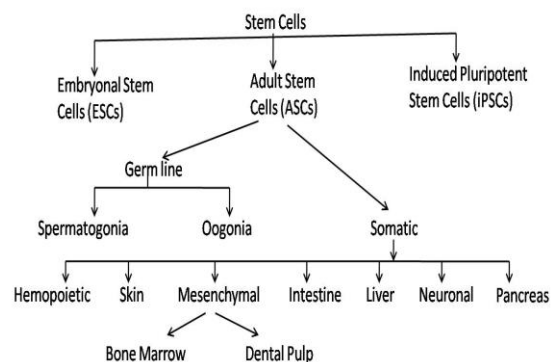 Stem Cells
Embryonal Stem
Cells (ESCs)
Adult Stem
Cells (ASCs)
Induced Pluripotent
Stem Cells (iPSCs)
Germ line
Spermatogonia
Oogonia
Somatic
Hemopoietic
Skin
Mesenchymal
Intestine
Liver
Neuronal
Pancreas
Bone Marrow
Dental Pulp